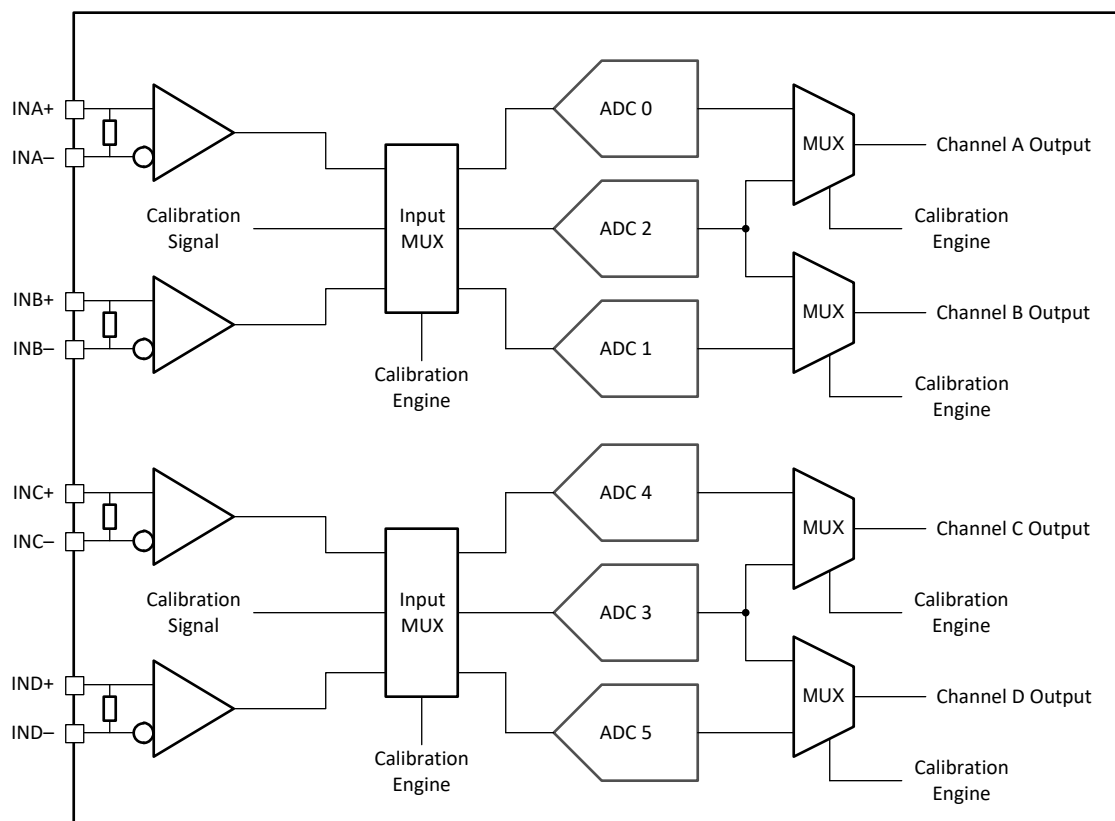 INA+
INA–
ADC 0
MUX
Channel A Output
Calibration
Signal
Input
MUX
ADC 2
Calibration
Engine
INB+
INB–
ADC 1
MUX
Channel B Output
Calibration
Engine
Calibration
Engine
INC+
INC–
ADC 4
MUX
Channel C Output
Calibration
Signal
Input
MUX
ADC 3
Calibration
Engine
IND+
IND–
ADC 5
MUX
Channel D Output
Calibration
Engine
Calibration
Engine